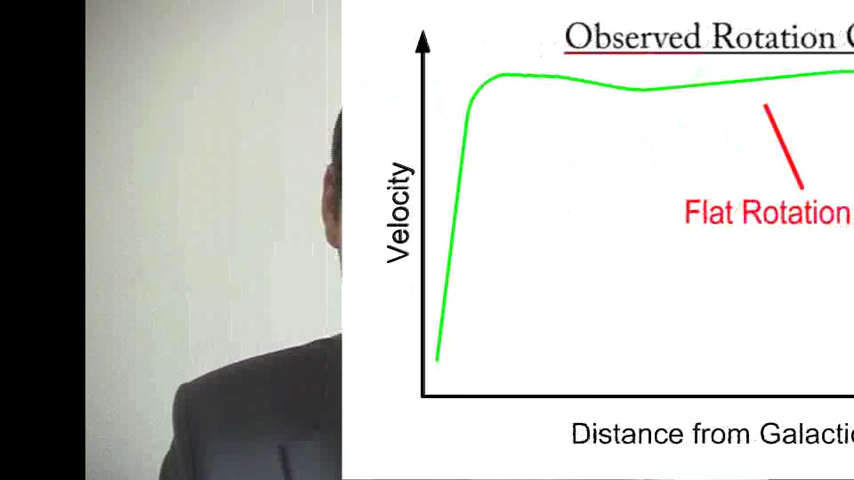 Observed Rotation
Velocity
Flat Rotation
Distance from